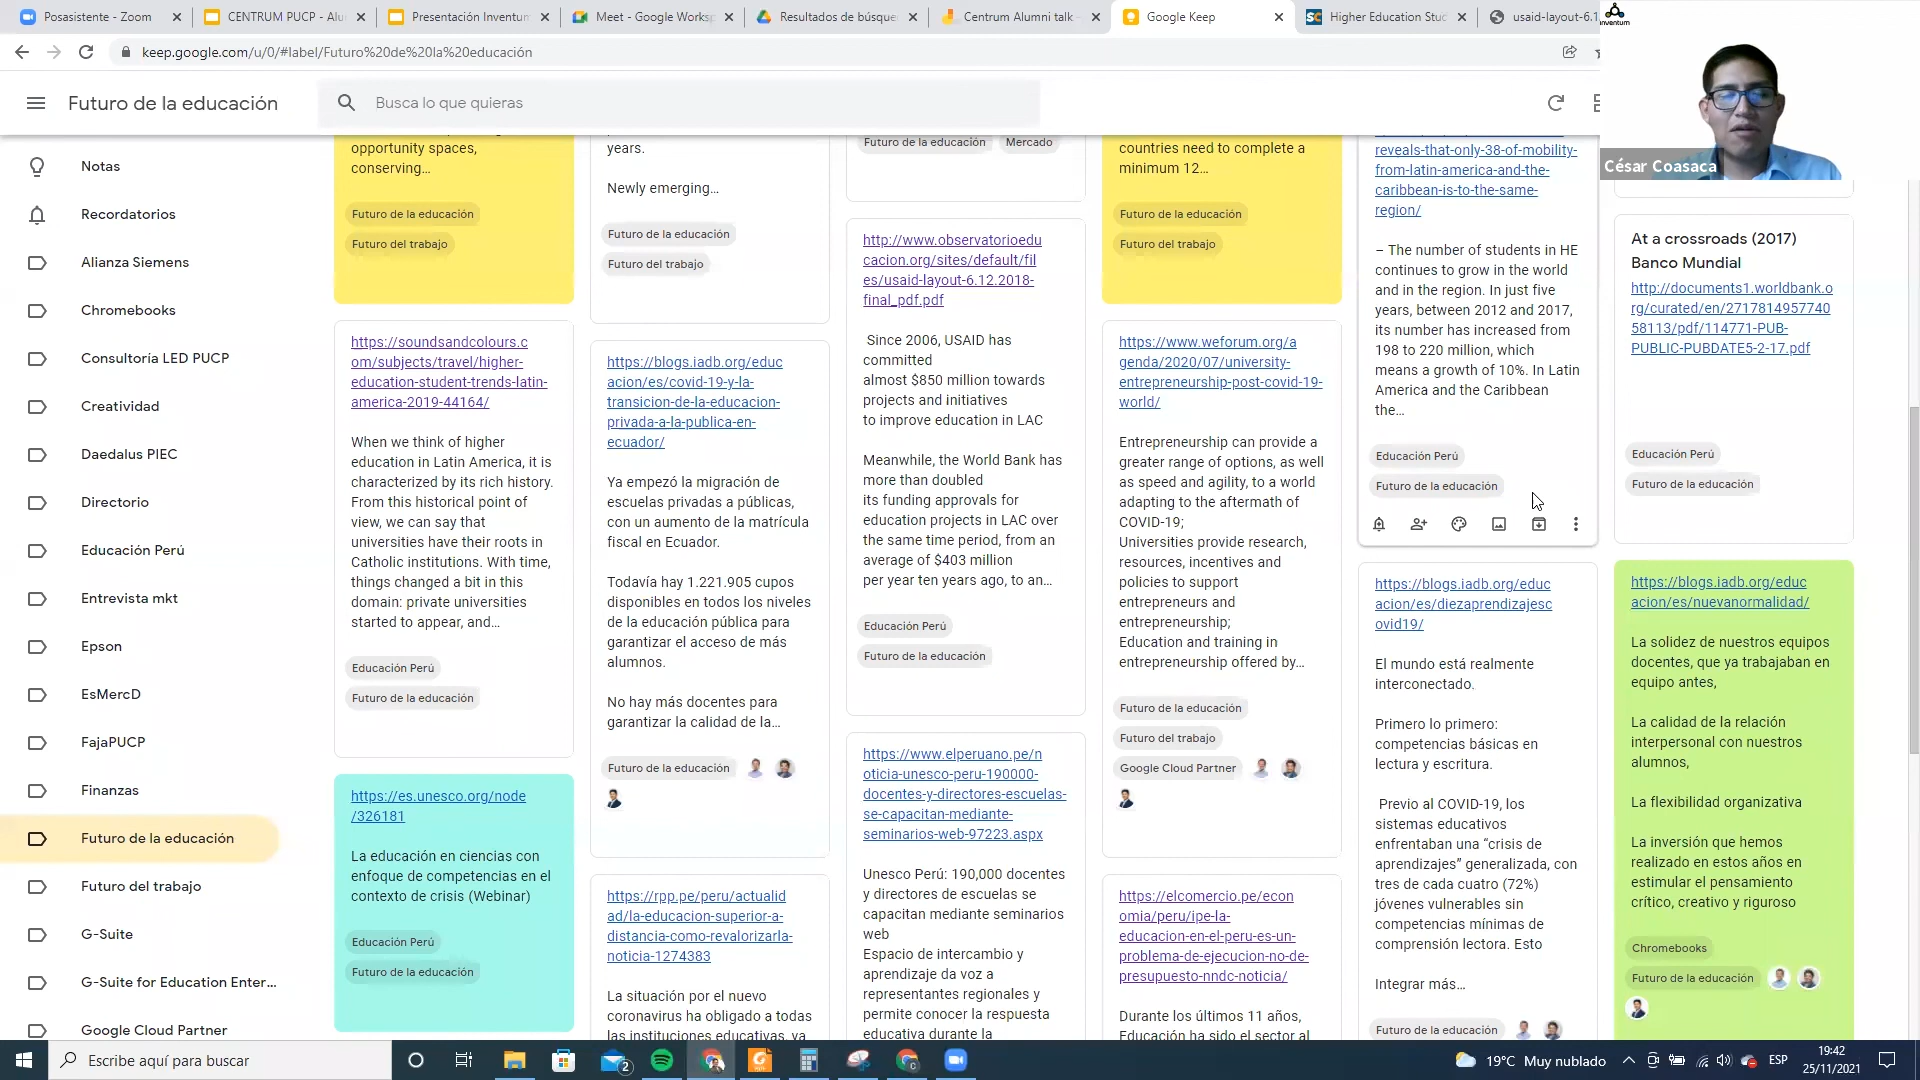 Posasistente - Zoom
CENTRUM PUCP - Alu
Presentación Inventum
Meet - Google Worksp
Resultados de búsque
Centrum Alumni talk -
Google Keep
Higher Education Stud
usaid-layout-6.1
inventum
keep.google.com/u/0/#label/Futuro%20de%20la%20educación
Futuro de la educación
Busca lo que quieras
César Coasaca
Notas
Recordatorios
Alianza Siemens
Chromebooks
Consultoría LED PUCP
Creatividad
Daedalus PIEC
Directorio
Educación Perú
Entrevista mkt
Epson
EsMercD
FajaPUCP
Finanzas
Futuro de la educación
Futuro del trabajo
G-Suite
G-Suite for Education Enter...
Google Cloud Partner
opportunity spaces,
conserving...
Futuro de la educación
Futuro del trabajo
https://soundsandcolours.c
om/subjects/travel/higher-
education-student-trends-latin-
america-2019-44164/
When we think of higher
education in Latin America, it is
characterized by its rich history.
From this historical point of
view, we can say that
universities have their roots in
Catholic institutions. With time,
things changed a bit in this
domain: private universities
started to appear, and...
Educación Perú
Futuro de la educación
https://es.unesco.org/node
/326181
La educación en ciencias con
enfoque de competencias en el
contexto de crisis (Webinar)
Educación Perú
Futuro de la educación
years.
Newly emerging...
Futuro de la educación
Futuro del trabajo
https://blogs.iadb.org/educ
acion/es/covid-19-y-la-
transicion-de-la-educacion-
privada-a-la-publica-en-
ecuador/
Ya empezó la migración de
escuelas privadas a públicas,
con un aumento de la matrícula
fiscal en Ecuador.
Todavía hay 1.221.905 cupos
disponibles en todos los niveles
de la educación pública para
garantizar el acceso de más
alumnos.
No hay más docentes para
garantizar la calidad de la...
Futuro de la educación
https://rpp.pe/peru/actualid
ad/la-educacion-superior-a-
distancia-como-revalorizarla-
noticia-1274383
La situación por el nuevo
coronavirus ha obligado a todas
las instituciones educativas, ya
Futuro de la educación
Mercado
http://www.observatorioedu
cacion.org/sites/default/fil
es/usaid-layout-6.12.2018-
final_pdf.pdf
Since 2006, USAID has
committed
almost $850 million towards
projects and initiatives
to improve education in LAC
Meanwhile, the World Bank has
more than doubled
its funding approvals for
education projects in LAC over
the same time period, from an
average of $403 million
per year ten years ago, to an...
Educación Perú
Futuro de la educación
https://www.elperuano.pe/n
oticia-unesco-peru-190000-
docentes-y-directores-escuelas-
se-capacitan-mediante-
seminarios-web-97223.aspx
Unesco Perú: 190,000 docentes
y directores de escuelas se
capacitan mediante seminarios
web
Espacio de intercambio y
aprendizaje da voz a
representantes regionales y
permite conocer la respuesta
educativa durante la
countries need to complete a
minimum 12...
Futuro de la educación
Futuro del trabajo
https://www.weforum.org/a
genda/2020/07/university-
entrepreneurship-post-covid-19-
world/
Entrepreneurship can provide a
greater range of options, as well
as speed and agility, to a world
adapting to the aftermath of
COVID-19;
Universities provide research,
resources, incentives and
policies to support
entrepreneurs and
entrepreneurship;
Education and training in
entrepreneurship offered by...
Futuro de la educación
Futuro del trabajo
Google Cloud Partner
https://elcomercio.pe/econ
omia/peru/ipe-la-
educacion-en-el-peru-es-un-
problema-de-ejecucion-no-de-
presupuesto-nndc-noticia/
Durante los últimos 11 años,
Educación ha sido el sector al
reveals-that-only-38-of-mobility-
from-latin-america-and-the-
caribbean-is-to-the-same-
region/
– The number of students in HE
continues to grow in the world
and in the region. In just five
years, between 2012 and 2017,
its number has increased from
198 to 220 million, which
means a growth of 10%. In Latin
America and the Caribbean
the...
Educación Perú
Futuro de la educación
https://blogs.iadb.org/educ
acion/es/diezaprendizajesc
ovid19/
El mundo está realmente
interconectado.
Primero lo primero:
competencias básicas en
lectura y escritura.
Previo al COVID-19, los
sistemas educativos
enfrentaban una “crisis de
aprendizajes” generalizada, con
tres de cada cuatro (72%)
jóvenes vulnerables sin
competencias mínimas de
comprensión lectora. Esto
Integrar más...
Futuro de la educación
At a crossroads (2017)
Banco Mundial
http://documents1.worldbank.o
rg/curated/en/2717814957740
58113/pdf/114771-PUB-
PUBLIC-PUBDATE5-2-17.pdf
Educación Perú
Futuro de la educación
https://blogs.iadb.org/educ
acion/es/nuevanormalidad/
La solidez de nuestros equipos
docentes, que ya trabajaban en
equipo antes,
La calidad de la relación
interpersonal con nuestros
alumnos,
La flexibilidad organizativa
La inversión que hemos
realizado en estos años en
estimular el pensamiento
crítico, creativo y riguroso
Chromebooks
Futuro de la educación
Escribe aquí para buscar
2
19°C Muy nublado
ESP
19:42
25/11/2021